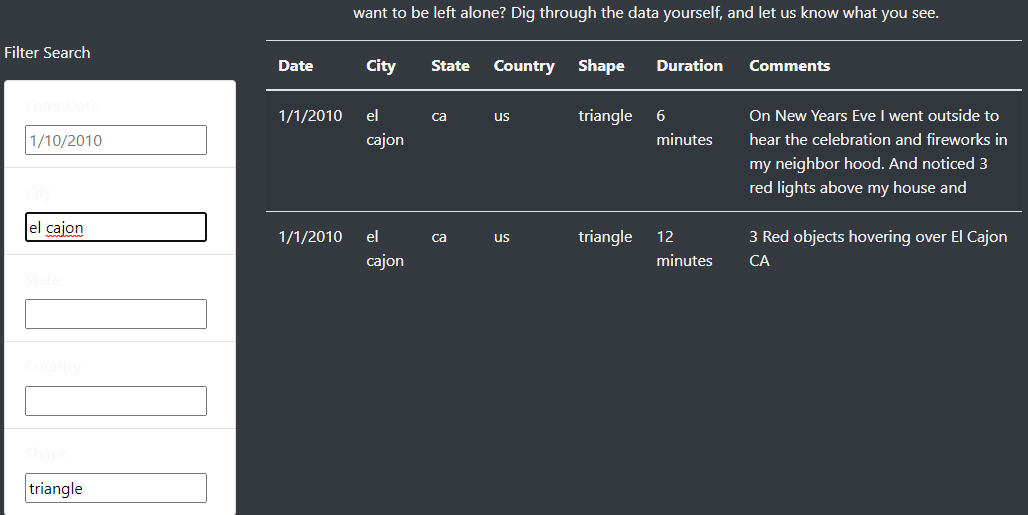 want to be left alone? Dig through the data yourself, and let us know what you see.
Filter Search
Enter Date
1/10/2010
City
el cajon
State
Country
Shape
triangle
Date City State Country Shape Duration Comments
1/1/2010 el ca us triangle 6 On New Years Eve I went outside to
cajon minutes hear the celebration and fireworks in
my neighbor hood. And noticed 3
red lights above my house and
1/1/2010 el ca us triangle 12 3 Red objects hovering over El Cajon
cajon minutes CA